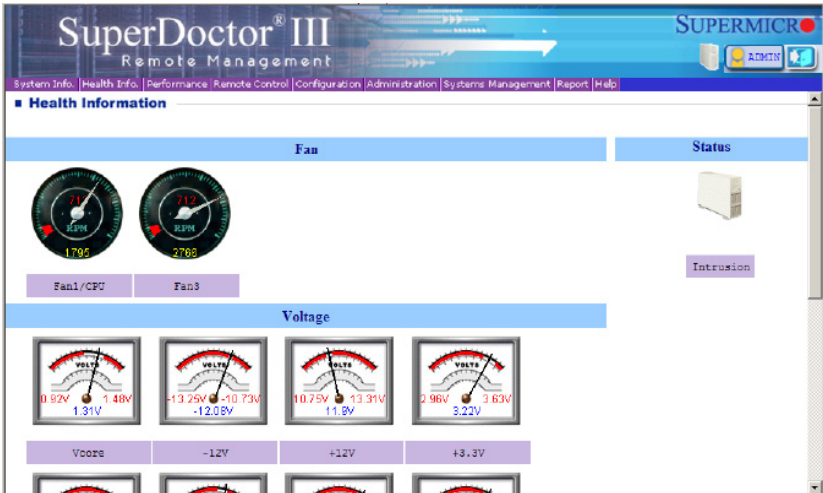 SuperDoctor® III
Remote Management
SUPERMICRO
ADMIN
System Info. Health Info. Performance Remote Control Configuration Administration Systems Management Report Help
Health Information
Fan
Status
712 712
RPM RPM
1795 2766
Fan1/CPU Fan3
Intrusion
Voltage
VOLTS VOLTS VOLTS VOLTS
0.92V 1.48V -13.25V -10.73V 10.75V 13.31V 2.96V 3.63V
1.31V -12.08V 11.9V 3.22V
Vcore -12V +12V +3.3V